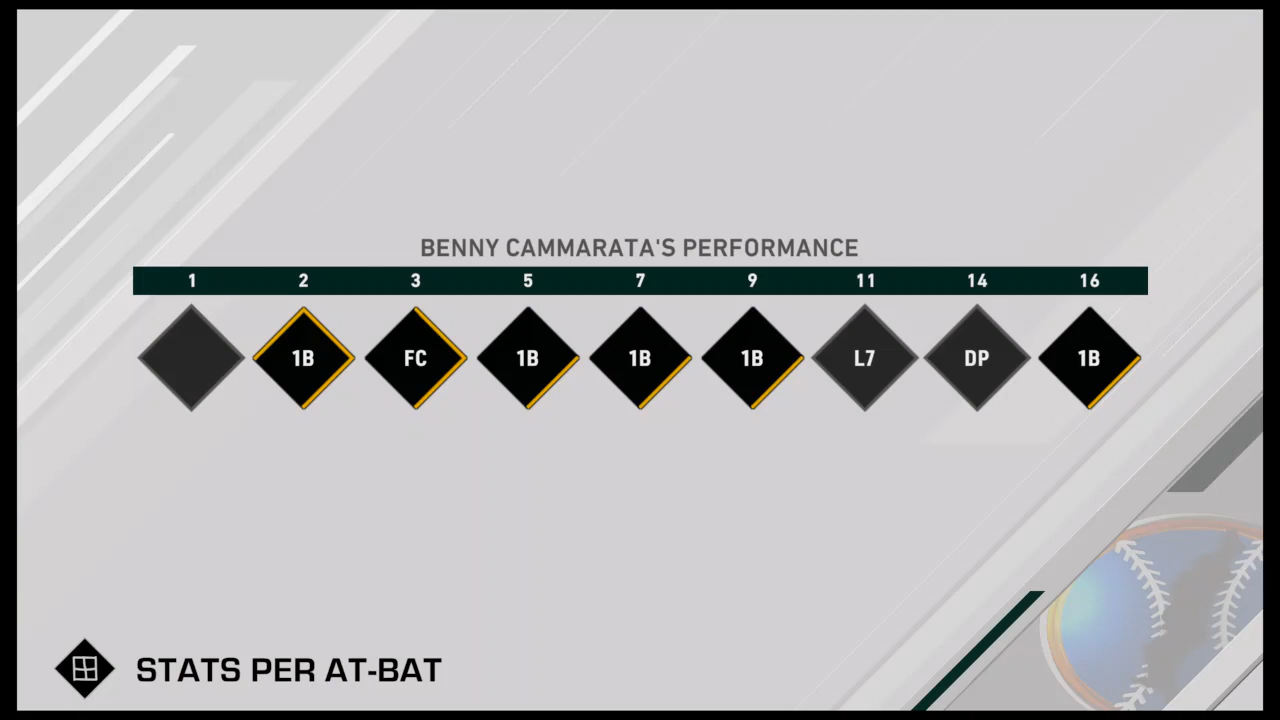 BENNY CAMMARATA'S PERFORMANCE
1 2 3 5 7 9 11 14 16
1B FC 1B 1B 1B L7 DP 1B
STATS PER AT-BAT